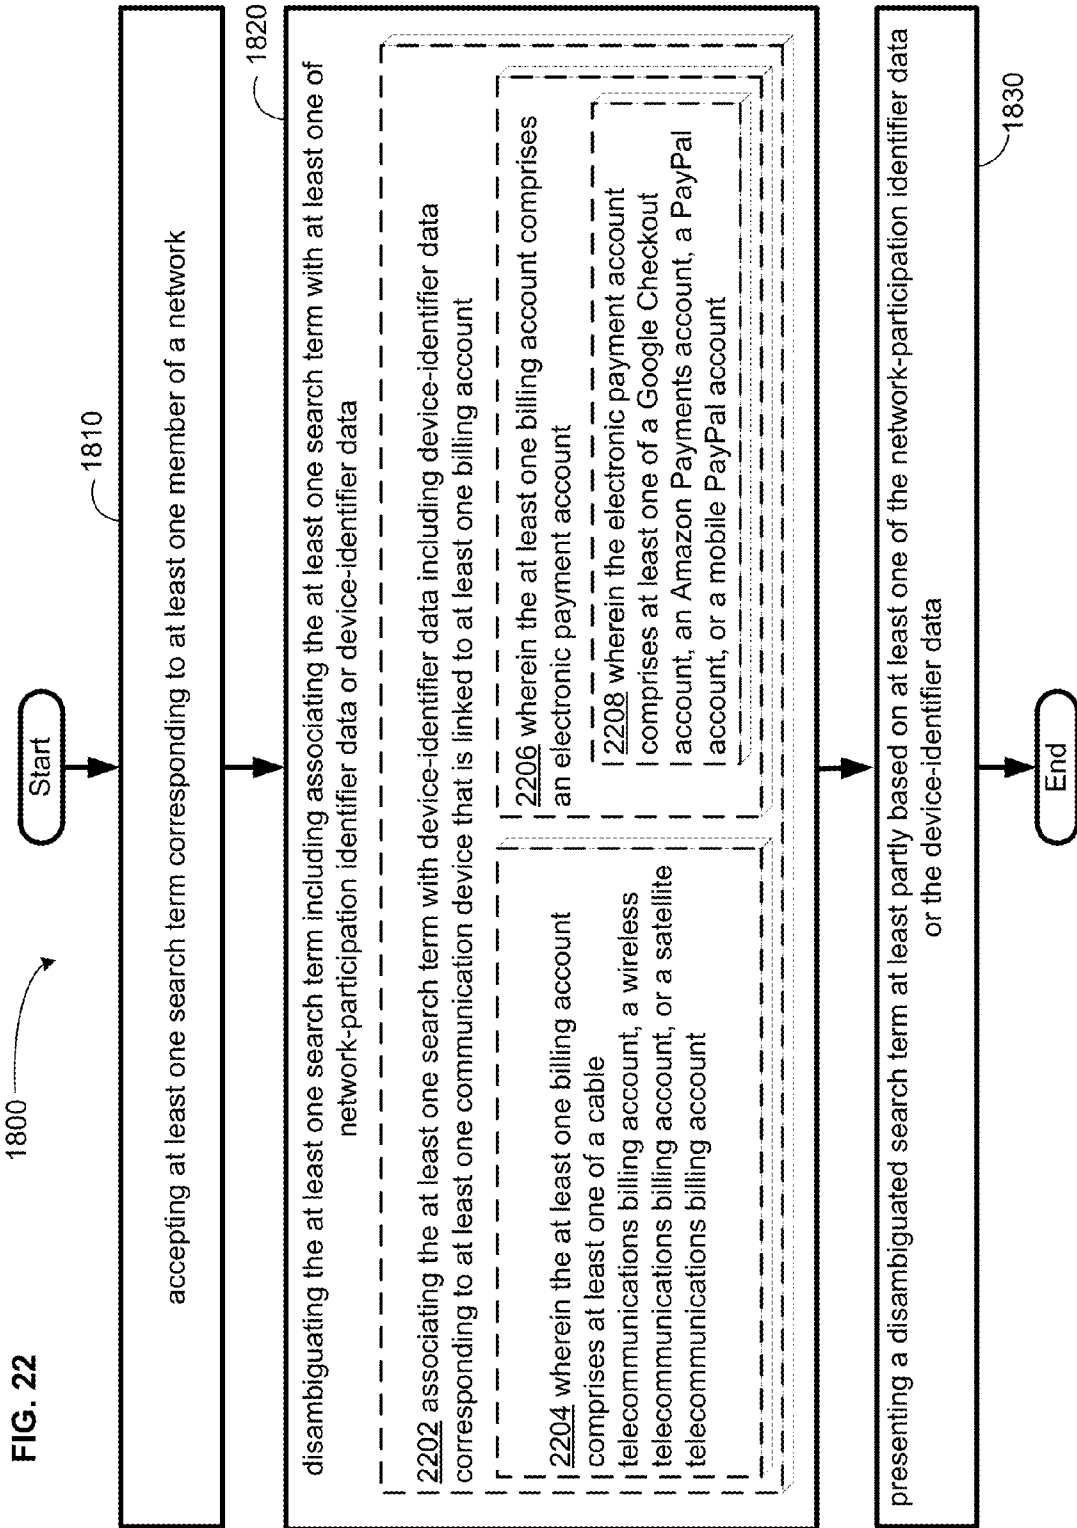 FIG. 22
1800
Start
1810
accepting at least one search term corresponding to at least one member of a network
1820
disambiguating the at least one search term including associating the at least one search term with at least one of
network-participation identifier data or device-identifier data
2202 associating the at least one search term with device-identifier data including device-identifier data
corresponding to at least one communication device that is linked to at least one billing account
2204 wherein the at least one billing account
comprises at least one of a cable
telecommunications billing account, a wireless
telecommunications billing account, or a satellite
telecommunications billing account
2206 wherein the at least one billing account comprises
an electronic payment account
2208 wherein the electronic payment account
comprises at least one of a Google Checkout
account, an Amazon Payments account, a PayPal
account, or a mobile PayPal account
1830
presenting a disambiguated search term at least partly based on at least one of the network-participation identifier data
or the device-identifier data
End